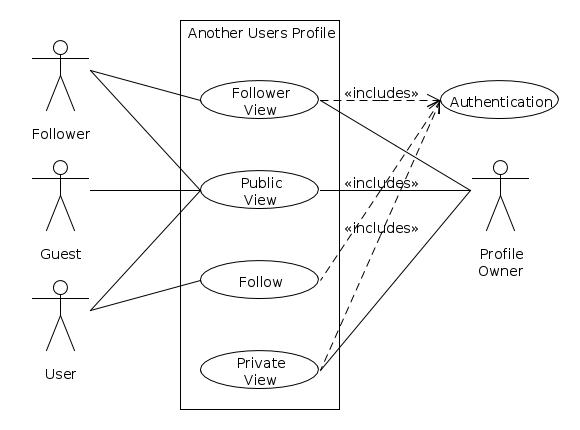 Another Users Profile
Follower
View
«includes»
Authentication
Follower
Public
View
«includes»
Guest
Profile
Owner
«includes»
Follow
User
Private
View